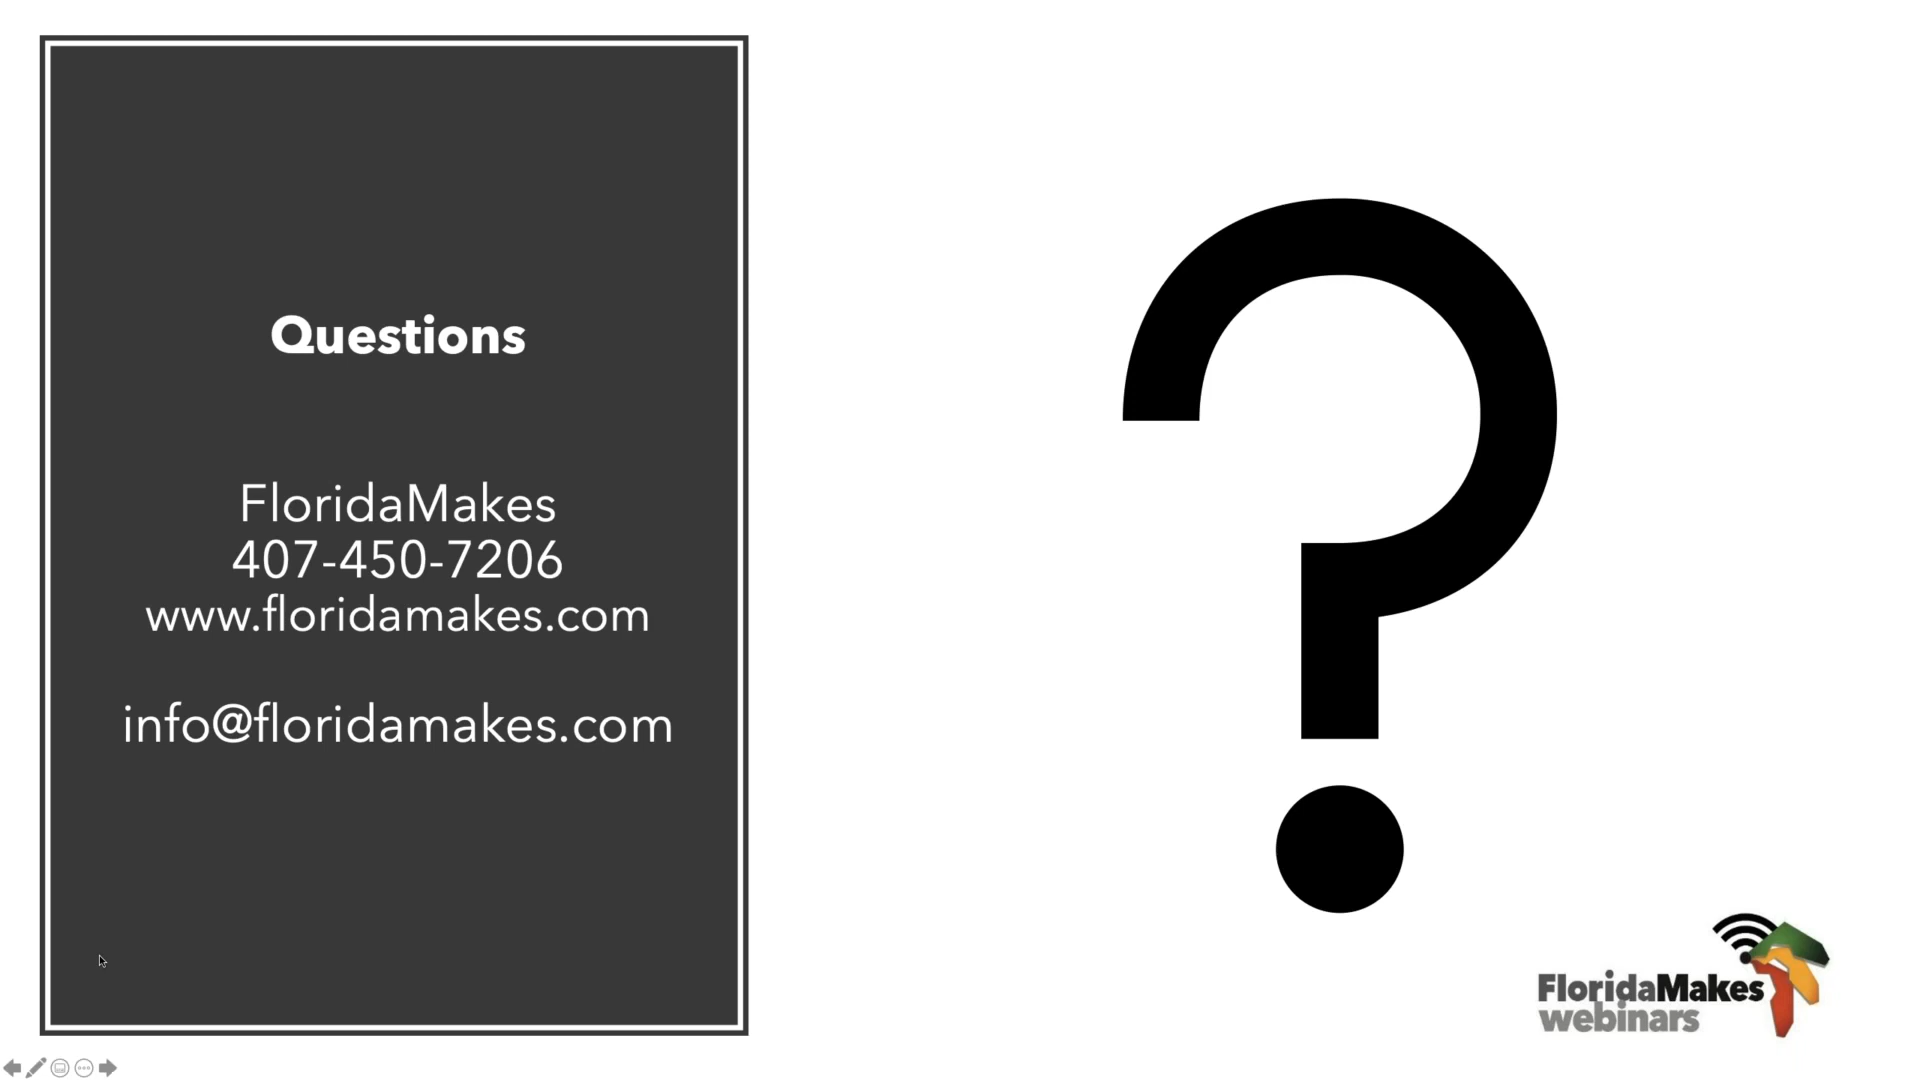 Questions
FloridaMakes
407-450-7206
www.floridamakes.com
info@floridamakes.com
?
FloridaMakes
webinars